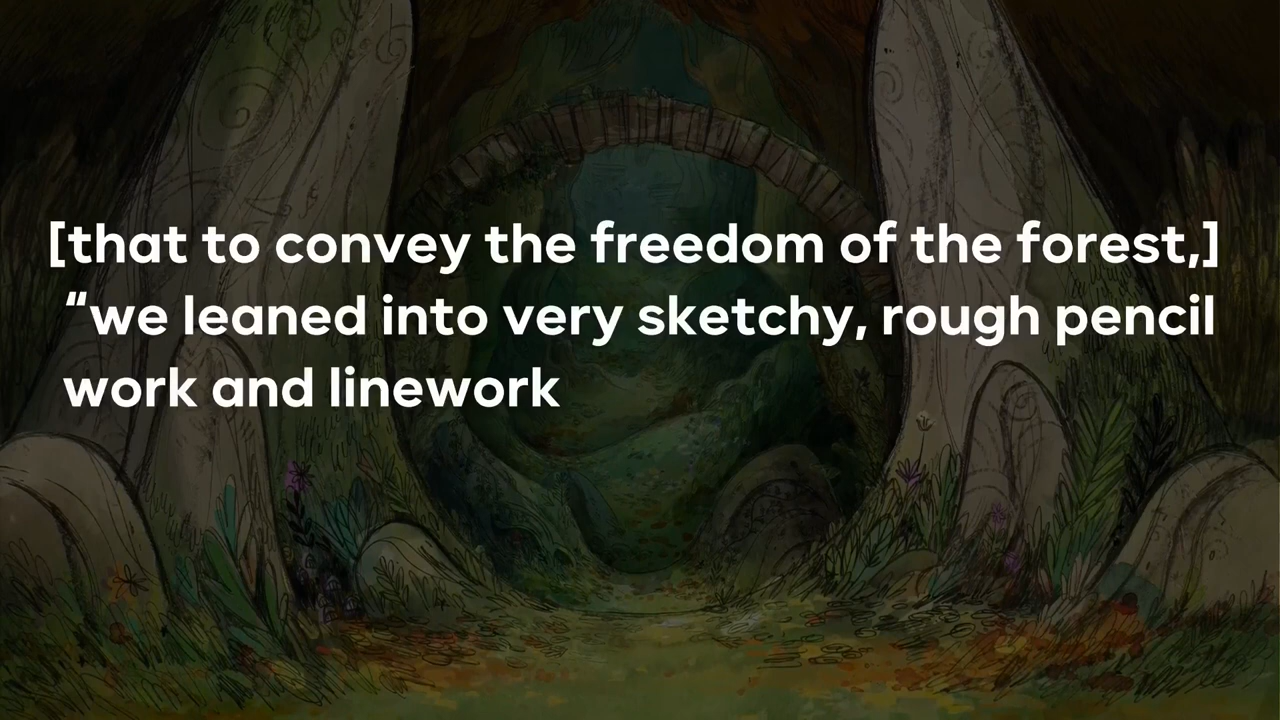 [that to convey the freedom of the forest,]
“we leaned into very sketchy, rough pencil
work and linework